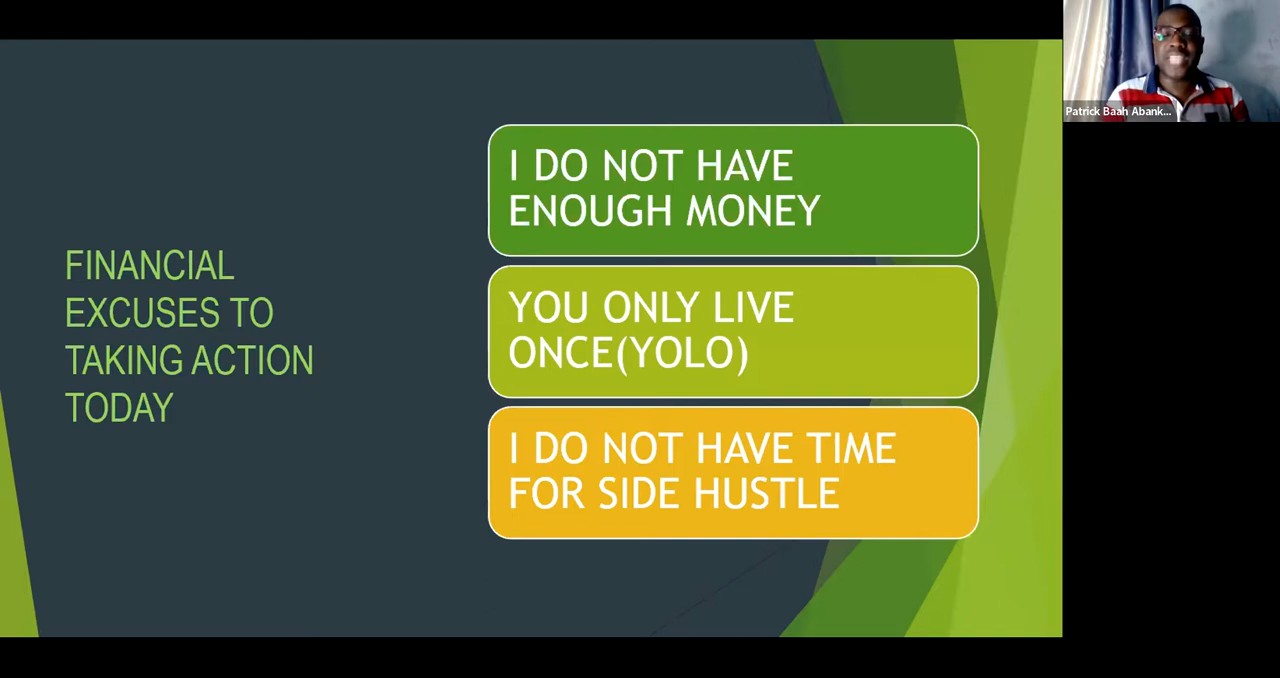 FINANCIAL
EXCUSES TO
TAKING ACTION
TODAY
I DO NOT HAVE
ENOUGH MONEY
YOU ONLY LIVE
ONCE(YOLO)
I DO NOT HAVE TIME
FOR SIDE HUSTLE
Patrick Baah Abank...